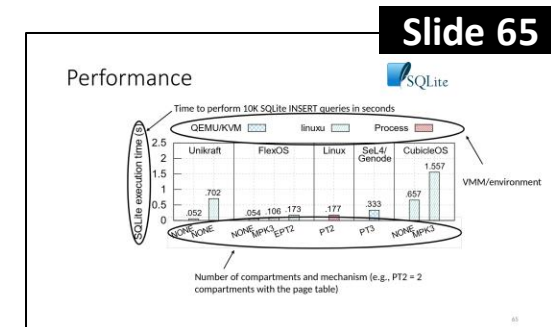 Slide 65
Performance
SQLite
Time to perform 10K SQLite INSERT queries in seconds
QEMU/KVM linuxu Process
Unikraft FlexOS Linux SeL4/ Genode CubicleOS
SQLite execution time (s)
2.5
2
1.5
1
0.5
0
.052 .702 .054 .106 .173 .177 .333 .657 1.557
NONE NONE NONE MPK3 EPT2 PT2 PT3 NONE MPK3
VMM/environment
Number of compartments and mechanism (e.g., PT2 = 2
compartments with the page table)